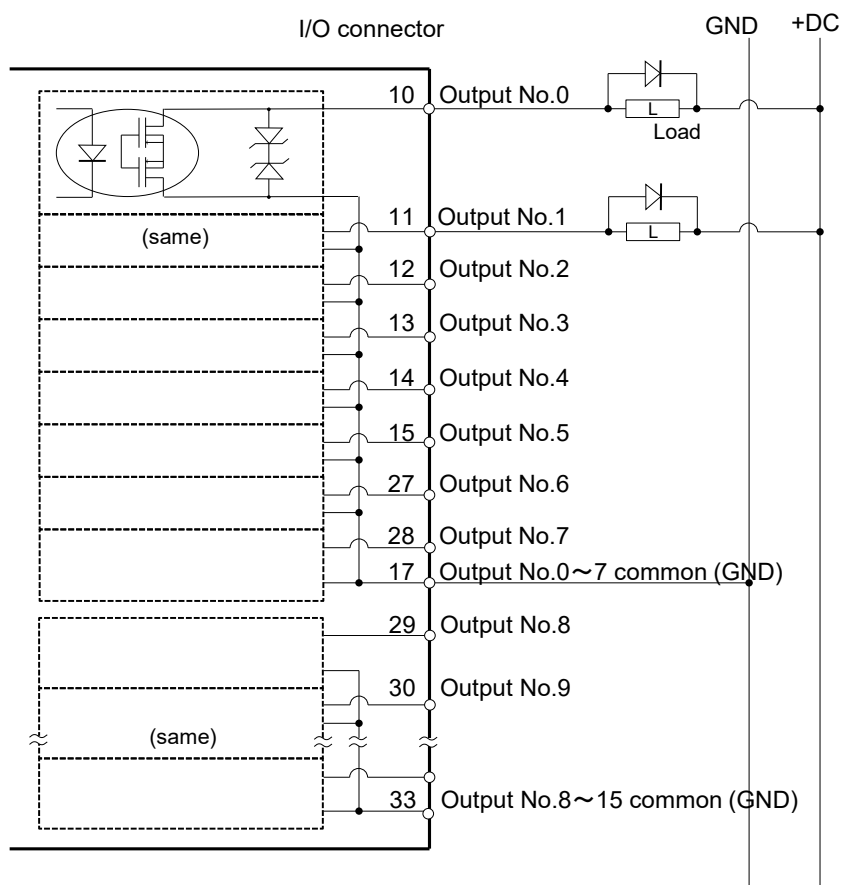 I/O connector GND +DC
10 Output No.0
L
Load
11 Output No.1
L
(same)
12 Output No.2
13 Output No.3
14 Output No.4
15 Output No.5
27 Output No.6
28 Output No.7
17 Output No.0～7 common (GND)
29 Output No.8
30 Output No.9
(same)
33 Output No.8～15 common (GND)